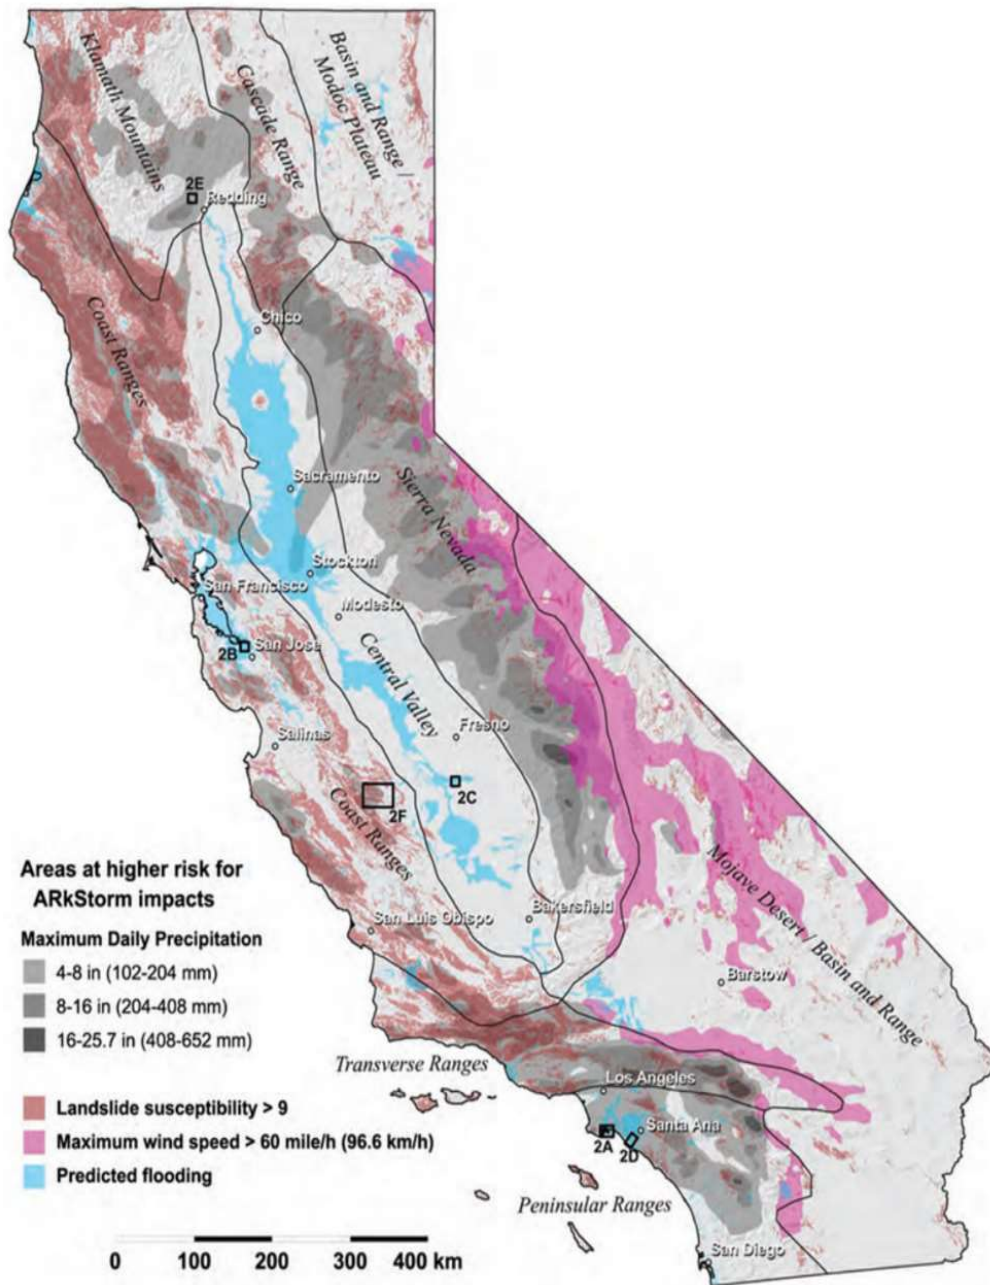 Klamath Mountains
Cascade Range
Basin and Range /
Modoc Plateau
2E
Redding
Chico
Coast Ranges
Sacramento
Sierra Nevada
Stockton
San Francisco
Modesto
2B
San Jose
Central Valley
Salinas
Fresno
2C
2F
Coast Ranges
Mojave Desert / Basin and Range
Areas at higher risk for
ARkStorm impacts
Maximum Daily Precipitation
4-8 in (102-204 mm)
8-16 in (204-408 mm)
16-25.7 in (408-652 mm)
San Luis Obispo
Bakersfield
Barstow
Transverse Ranges
Los Angeles
Landslide susceptibility > 9
Maximum wind speed > 60 mile/h (96.6 km/h)
Predicted flooding
Santa Ana
2A
2D
Peninsular Ranges
San Diego
0 100 200 300 400 km